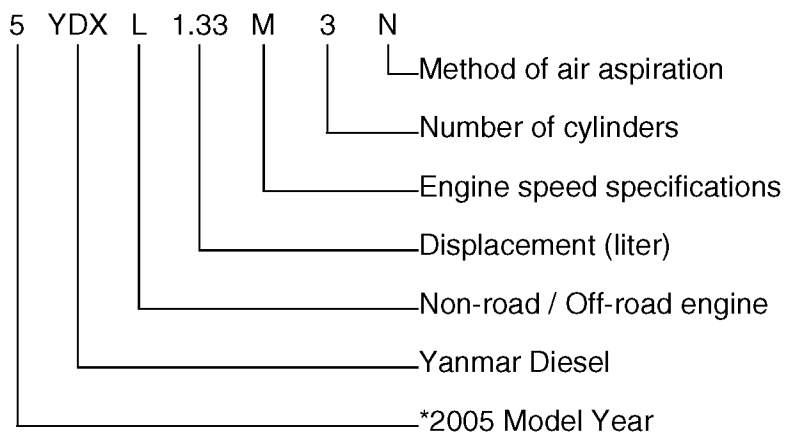 5 YDX L 1.33 M 3 N
Method of air aspiration
Number of cylinders
Engine speed specifications
Displacement (liter)
Non-road / Off-road engine
Yanmar Diesel
*2005 Model Year